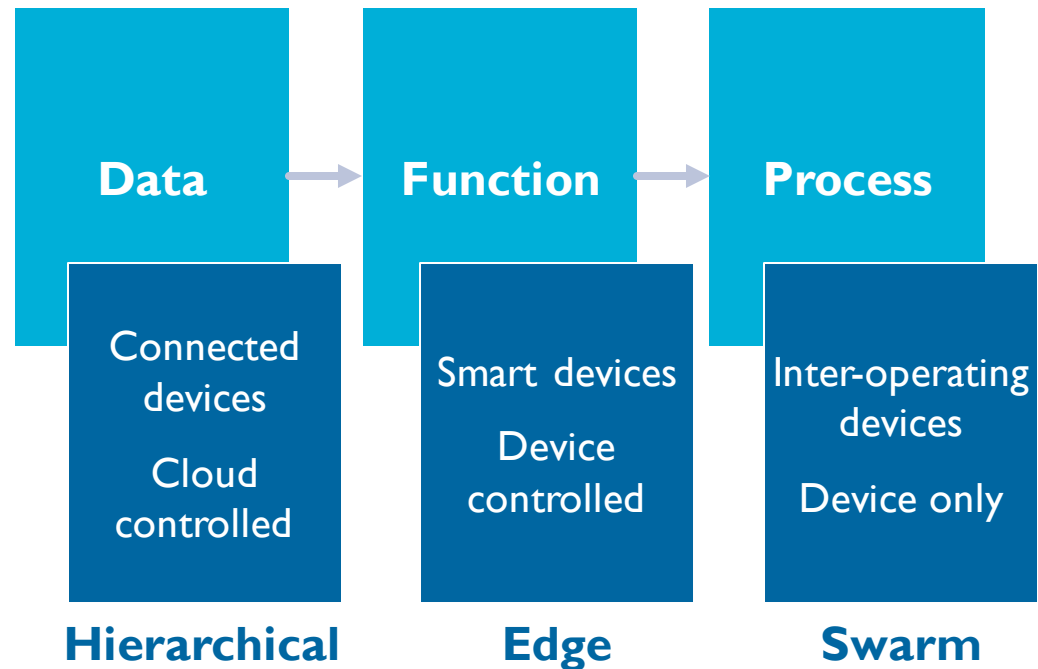 Data
Function
Process
Connected
devices
Cloud
controlled
Smart devices
Device
controlled
Inter-operating
devices
Device only
Hierarchical
Edge
Swarm